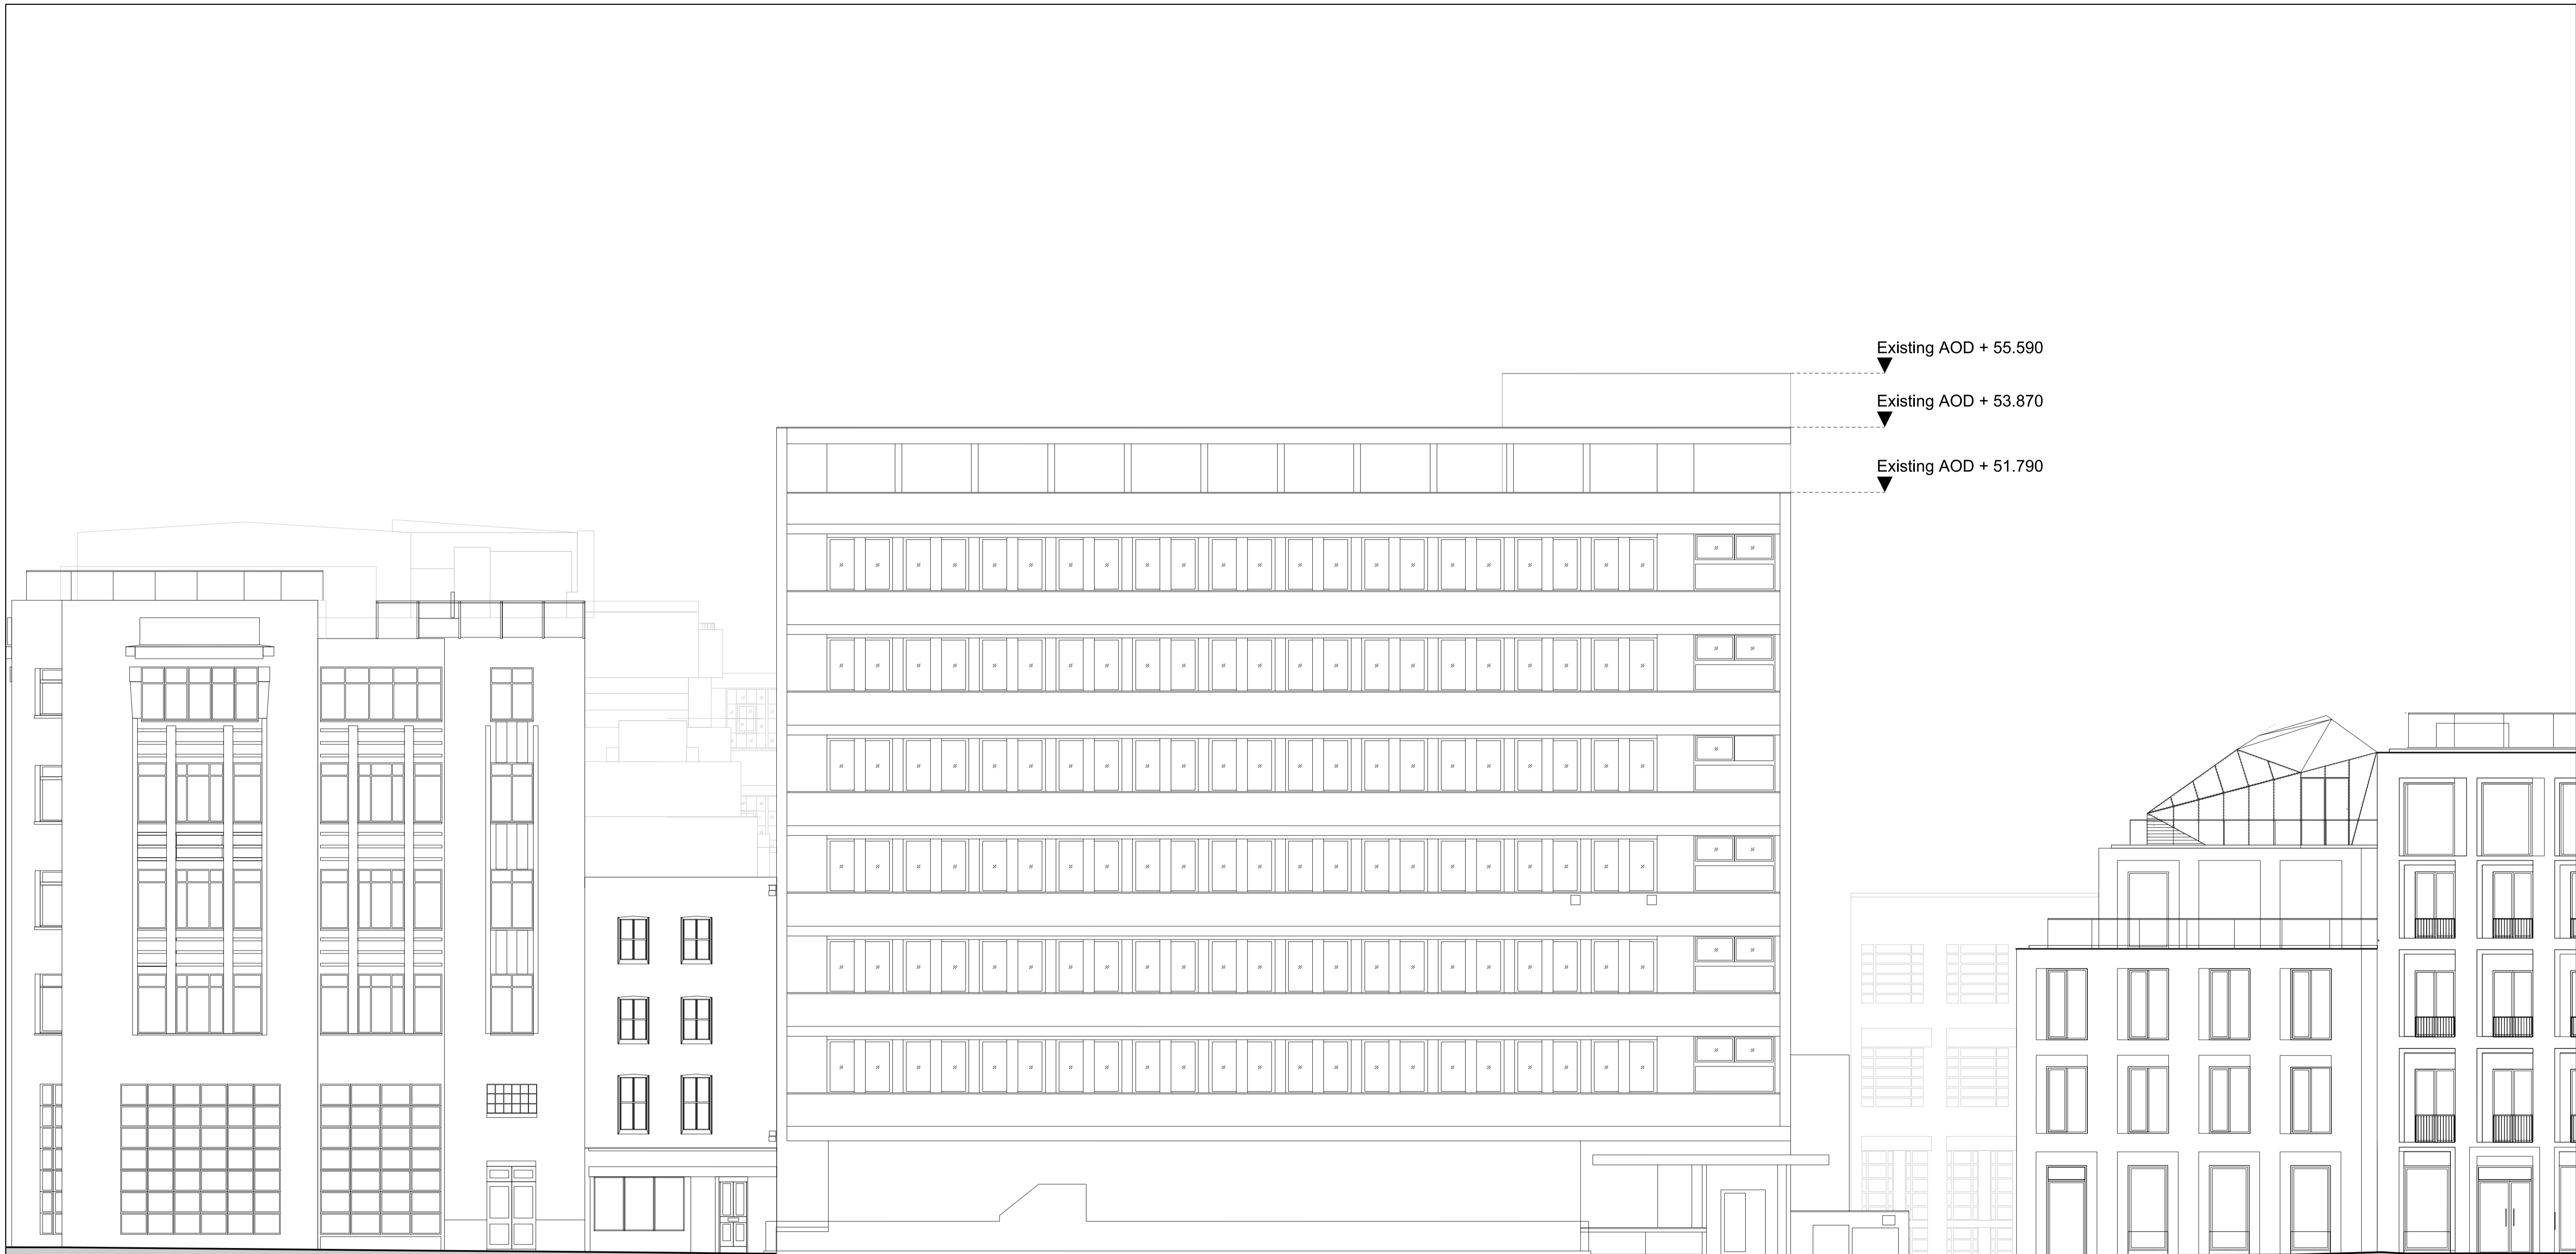 Existing AOD + 55.590
Existing AOD + 53.870
Existing AOD + 51.790